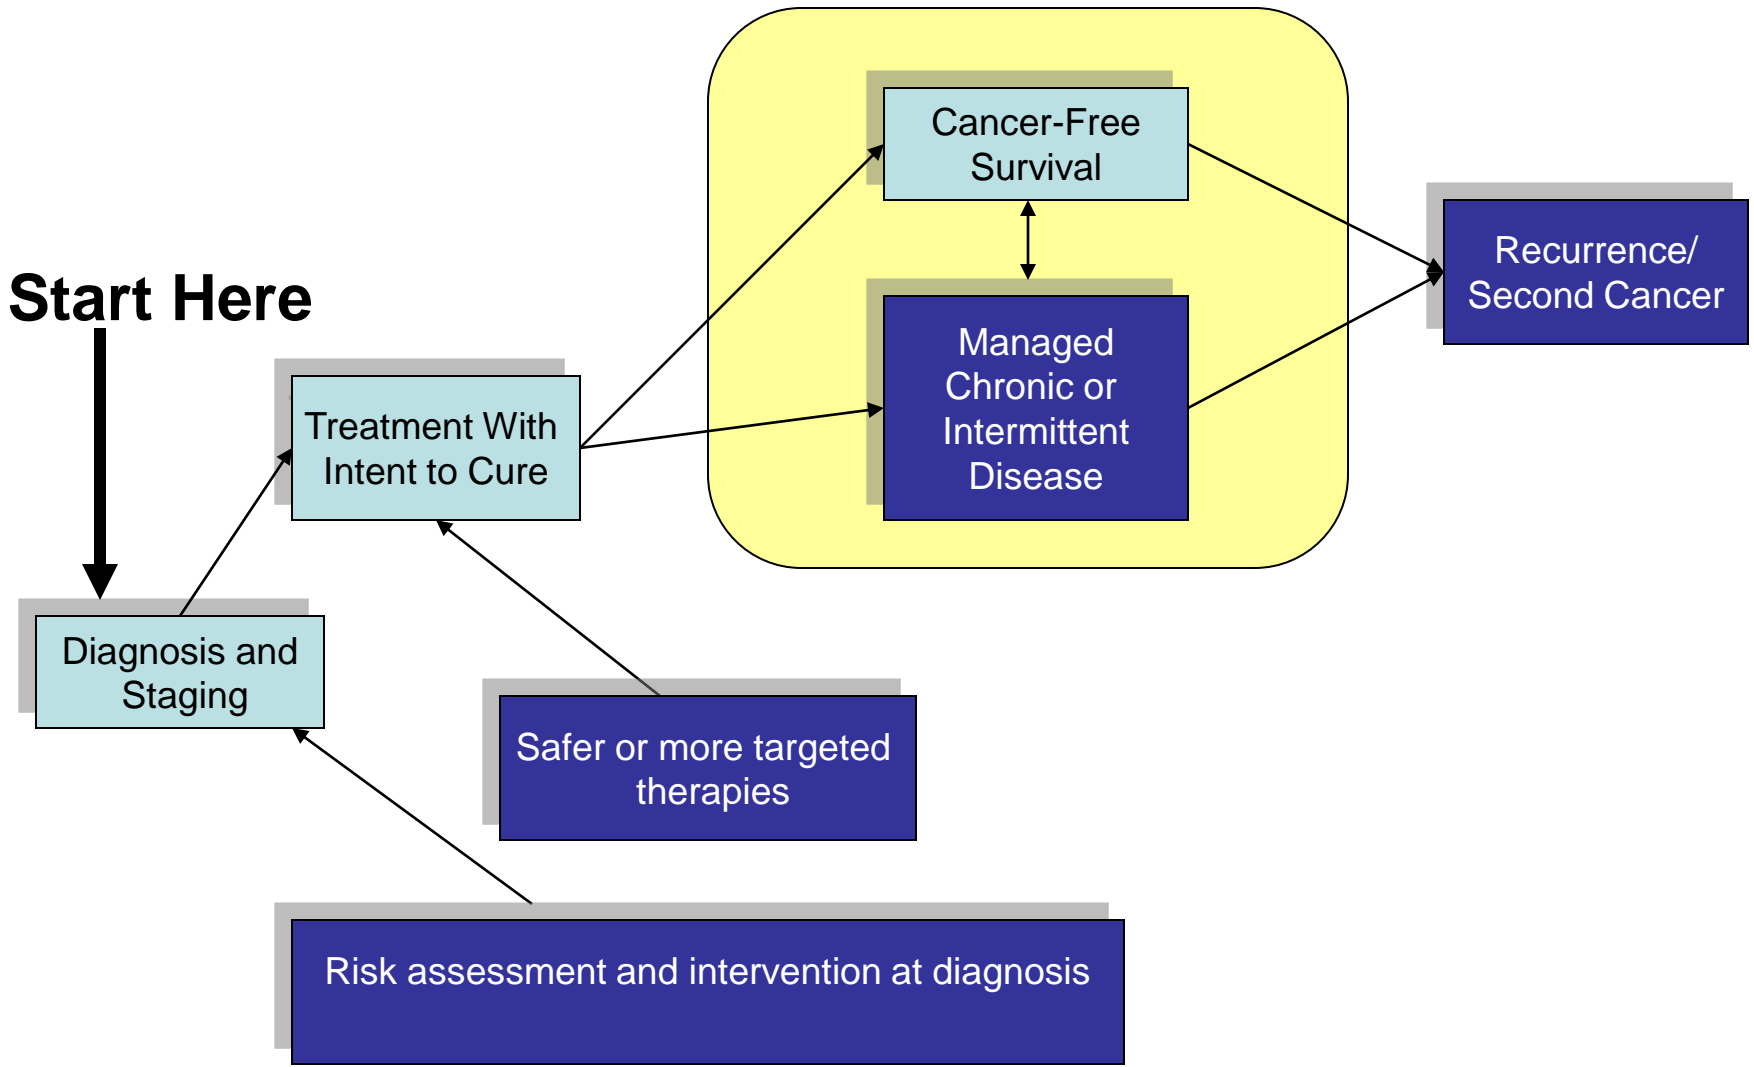 Cancer-Free
Survival
Recurrence/
Second Cancer
Start Here
Managed
Chronic or
Intermittent
Disease
Treatment With
Intent to Cure
Diagnosis and
Staging
Safer or more targeted
therapies
Risk assessment and intervention at diagnosis